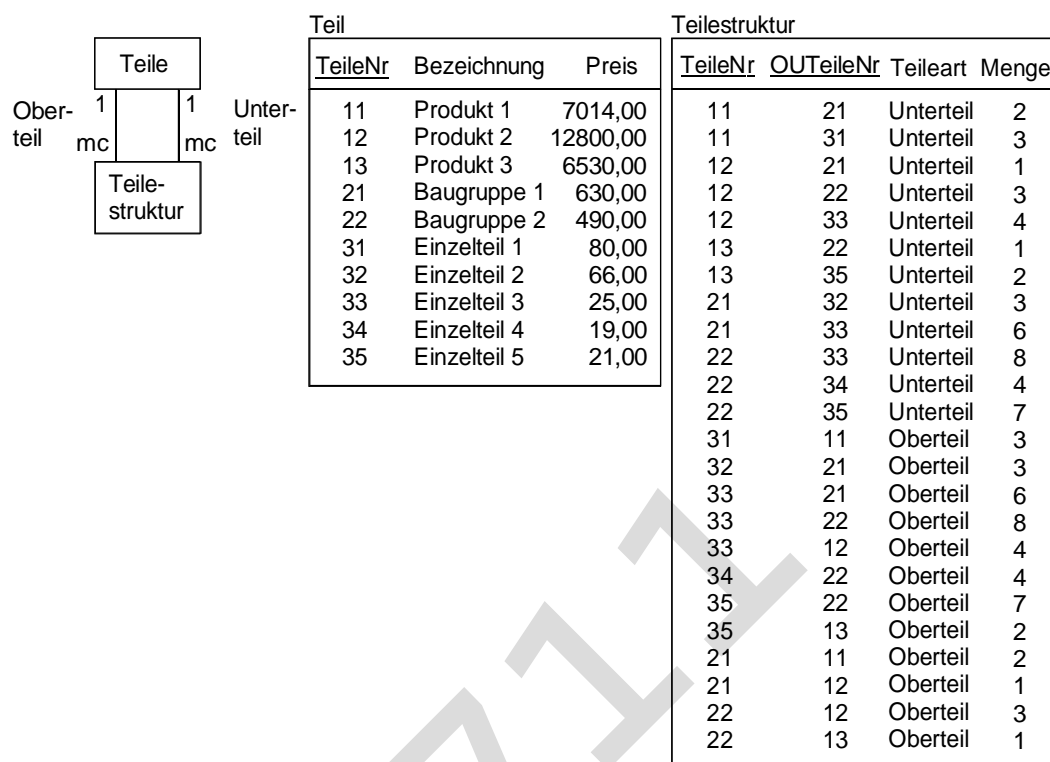 Teile
Ober-
teil
1
1
Unter-
teil
mc
mc
Teile-
struktur
Teil
TeileNr Bezeichnung Preis
11 Produkt 1 7014,00
12 Produkt 2 12800,00
13 Produkt 3 6530,00
21 Baugruppe 1 630,00
22 Baugruppe 2 490,00
31 Einzelteil 1 80,00
32 Einzelteil 2 66,00
33 Einzelteil 3 25,00
34 Einzelteil 4 19,00
35 Einzelteil 5 21,00
Teilestruktur
TeileNr OUTeileNr Teileart Menge
11 21 Unterteil 2
11 31 Unterteil 3
12 21 Unterteil 1
12 22 Unterteil 3
12 33 Unterteil 4
13 22 Unterteil 1
13 35 Unterteil 2
21 32 Unterteil 3
21 33 Unterteil 6
22 33 Unterteil 8
22 34 Unterteil 4
22 35 Unterteil 7
31 11 Oberteil 3
32 21 Oberteil 3
33 21 Oberteil 6
33 22 Oberteil 8
33 12 Oberteil 4
34 22 Oberteil 4
35 22 Oberteil 7
35 13 Oberteil 2
21 11 Oberteil 2
21 12 Oberteil 1
22 12 Oberteil 3
22 13 Oberteil 1